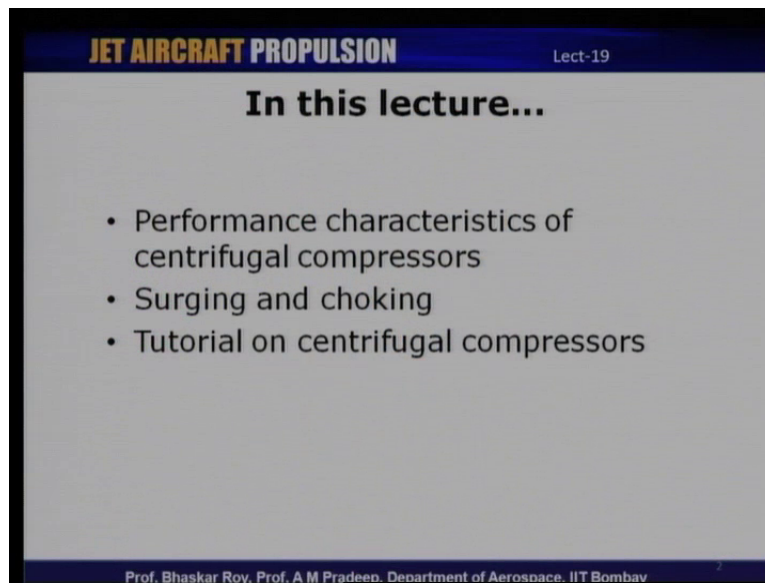 JET AIRCRAFT PROPULSION Lect-19
In this lecture...
• Performance characteristics of
centrifugal compressors
• Surging and choking
• Tutorial on centrifugal compressors
2
Prof. Bhaskar Roy, Prof. A M Pradeep, Department of Aerospace, IIT Bombay